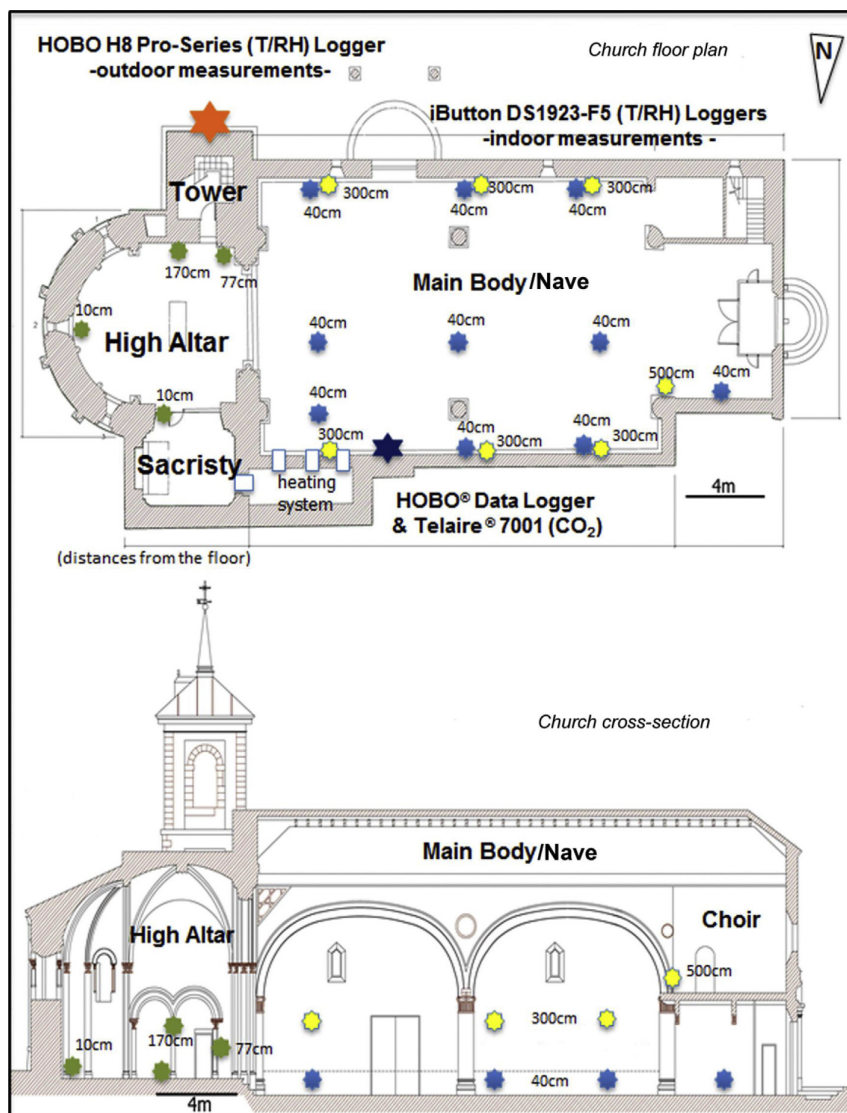 HOBO H8 Pro-Series (T/RH) Logger
-outdoor measurements-
Church floor plan
N
iButton DS1923-F5 (T/RH) Loggers
-indoor measurements -
Tower
300cm
300cm
300cm
40cm
40cm
40cm
1
170cm
77cm
Main Body/Nave
10cm
2
High Altar
40cm
40cm
40cm
10cm
40cm
500cm
40cm
3
300cm
40cm
300cm
40cm
300cm
Sacristy
heating
system
HOBO® Data Logger
& Telaire® 7001 (CO₂)
4m
(distances from the floor)
Church cross-section
Main Body/Nave
High Altar
Choir
500cm
10cm
170cm
77cm
300cm
40cm
4m